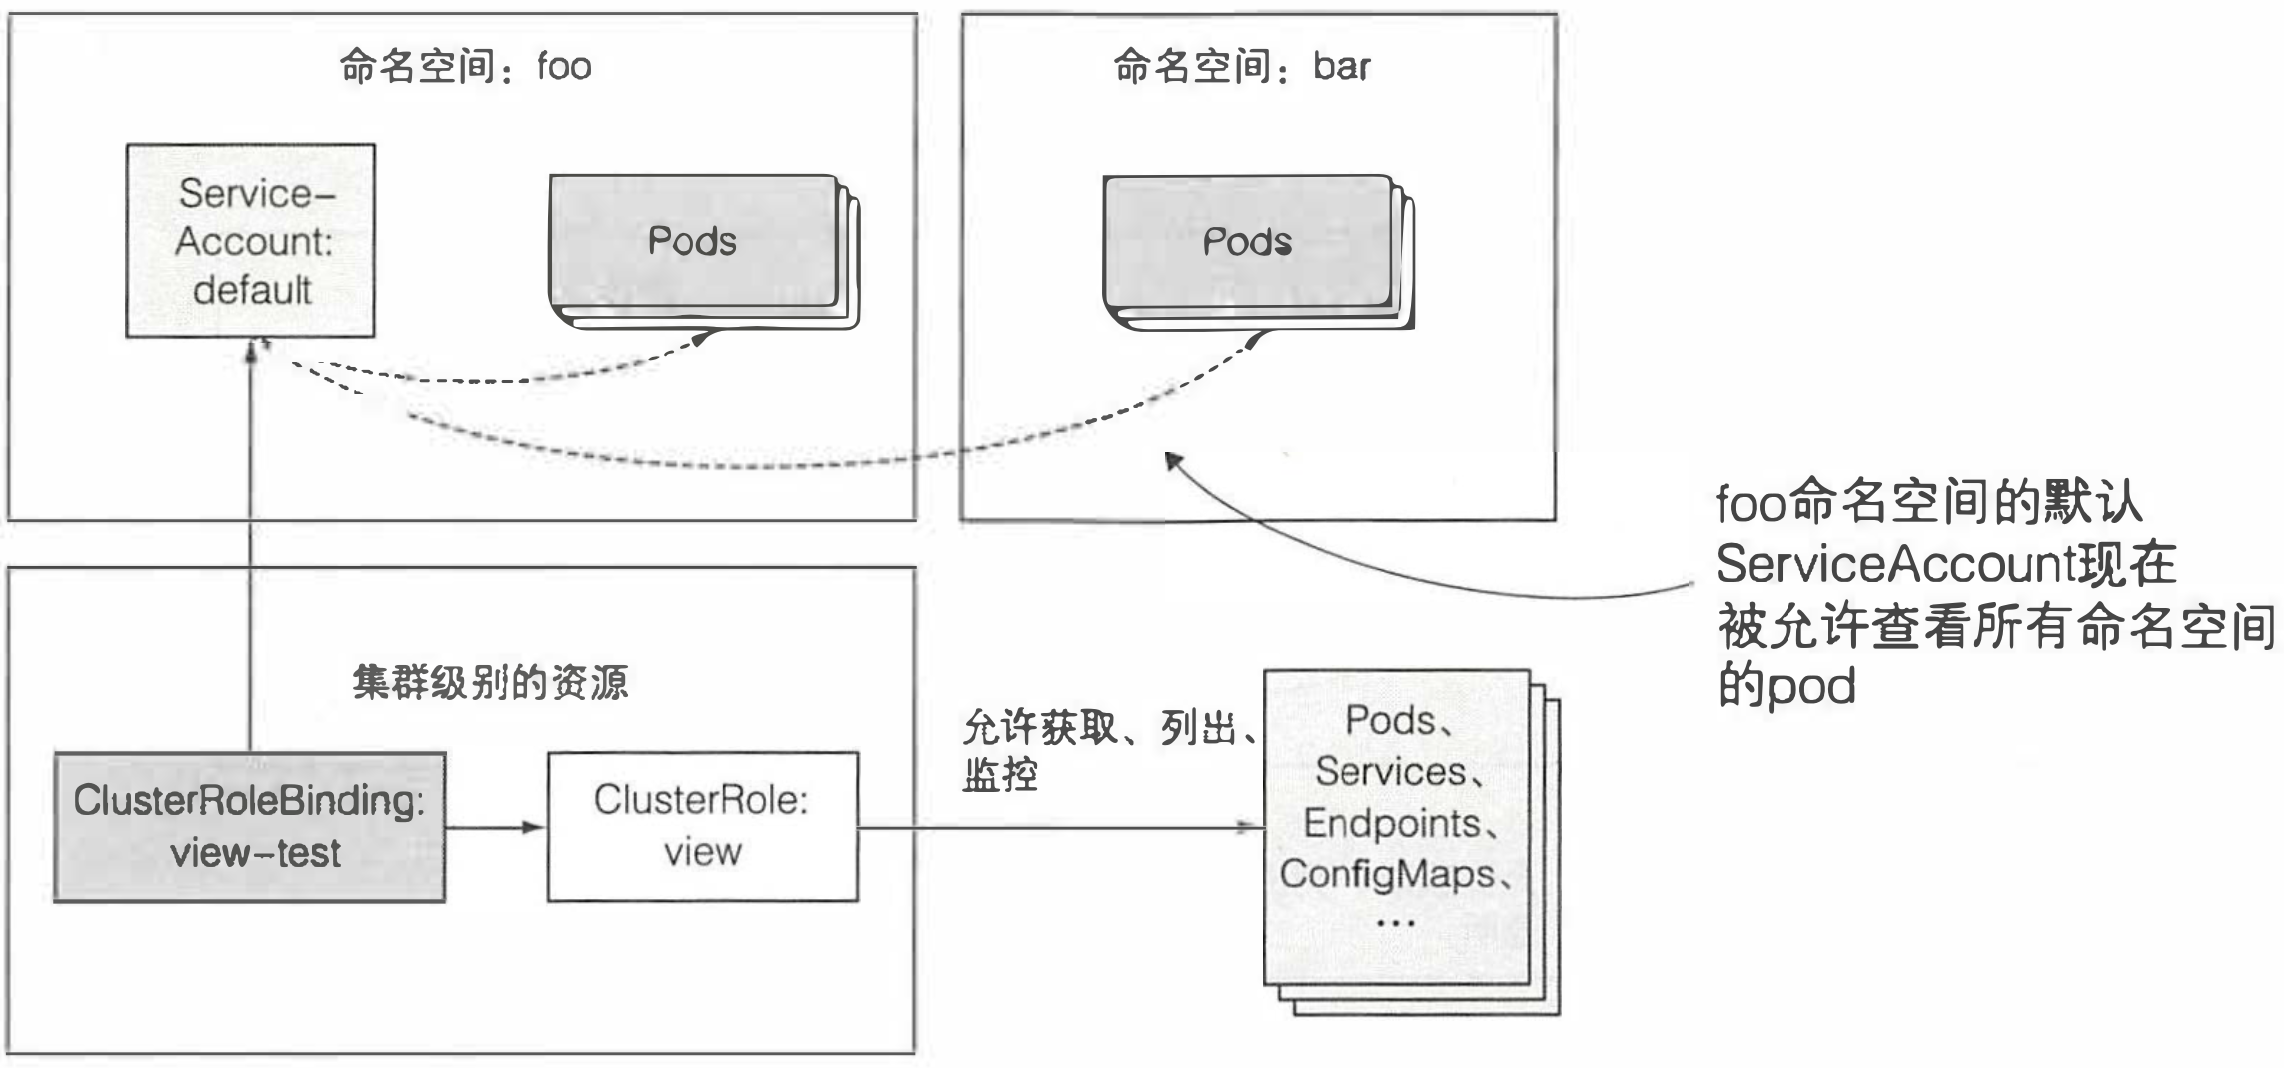 命名空间：foo
命名空间：bar
Service–
Account:
default
Pods
Pods
foo命名空间的默认
ServiceAccount现在
被允许查看所有命名空间
的pod
集群级别的资源
ClusterRoleBinding:
view–test
ClusterRole:
view
允许获取、列出、
监控
Pods、
Services、
Endpoints、
ConfigMaps、
…